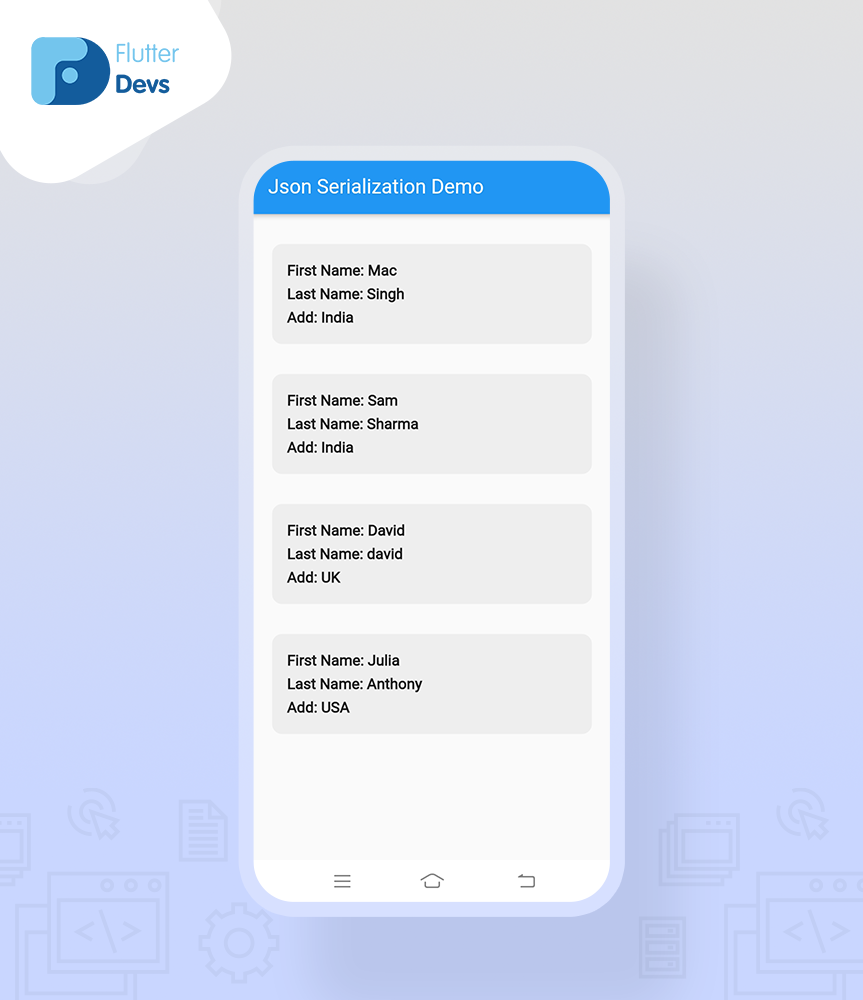 Flutter
Devs
Json Serialization Demo
First Name: Mac
Last Name: Singh
Add: India
First Name: Sam
Last Name: Sharma
Add: India
First Name: David
Last Name: david
Add: UK
First Name: Julia
Last Name: Anthony
Add: USA